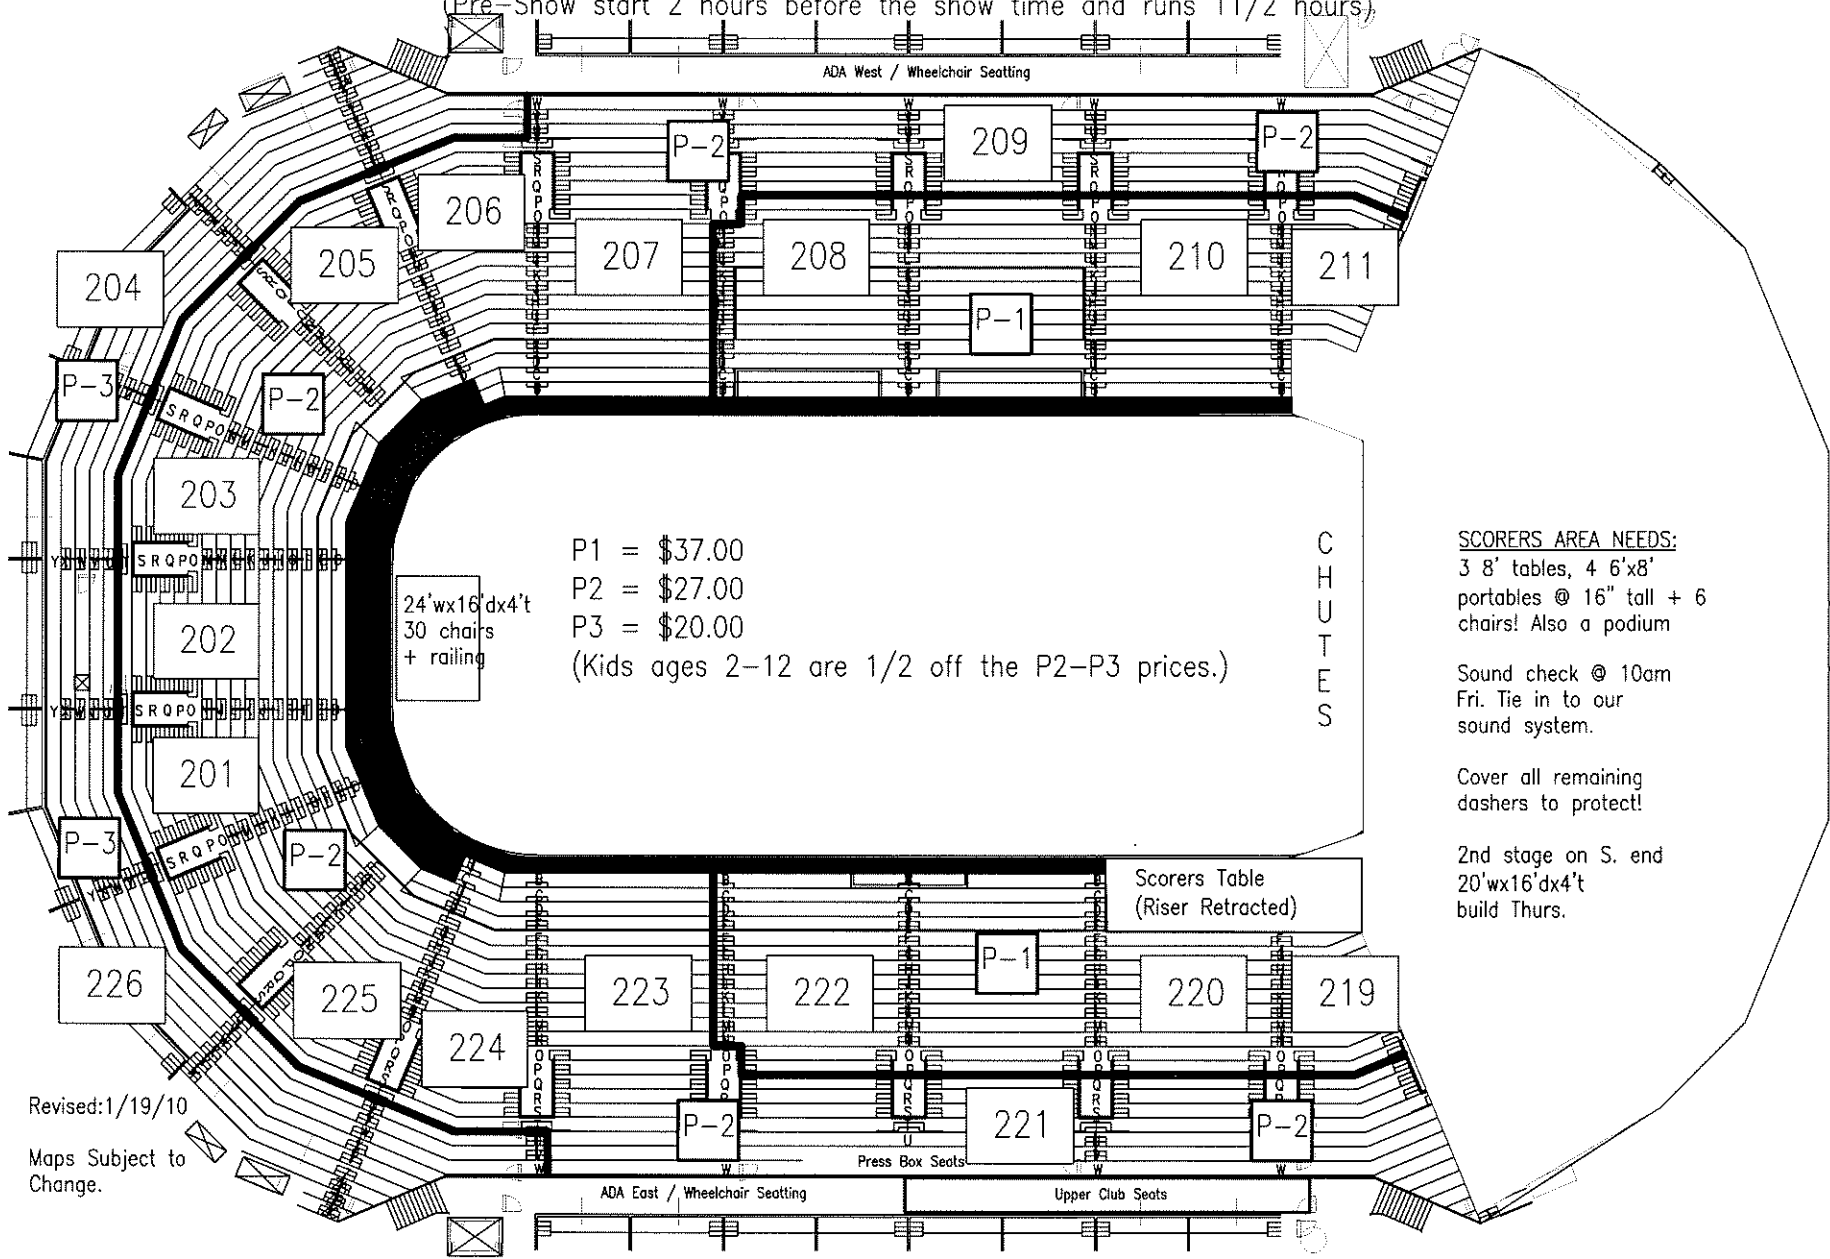 (Pre-Show start 2 hours before the show time and runs 11/2 hours)
ADA West / Wheelchair Seatting
P-2
209
P-2
206
204
205
207
208
210
211
P-3
P-2
P-1
SRQPO
203
SRQPO
202
SRQPO
201
SRQPO
P-3
P-2
24'wx16'dx4't
30 chairs
+ railing
P1 = $37.00
P2 = $27.00
P3 = $20.00
(Kids ages 2-12 are 1/2 off the P2-P3 prices.)
CHUTES
SCORERS AREA NEEDS:
3 8' tables, 4 6'x8'
portables @ 16" tall + 6
chairs! Also a podium
Sound check @ 10am
Fri. Tie in to our
sound system.
Cover all remaining
dashers to protect!
2nd stage on S. end
20'wx16'dx4't
build Thurs.
Scorers Table
(Riser Retracted)
P-1
226
225
223
222
220
219
224
P-2
221
P-2
Press Box Seats
ADA East / Wheelchair Seatting
Upper Club Seats
Revised:1/19/10
Maps Subject to
Change.